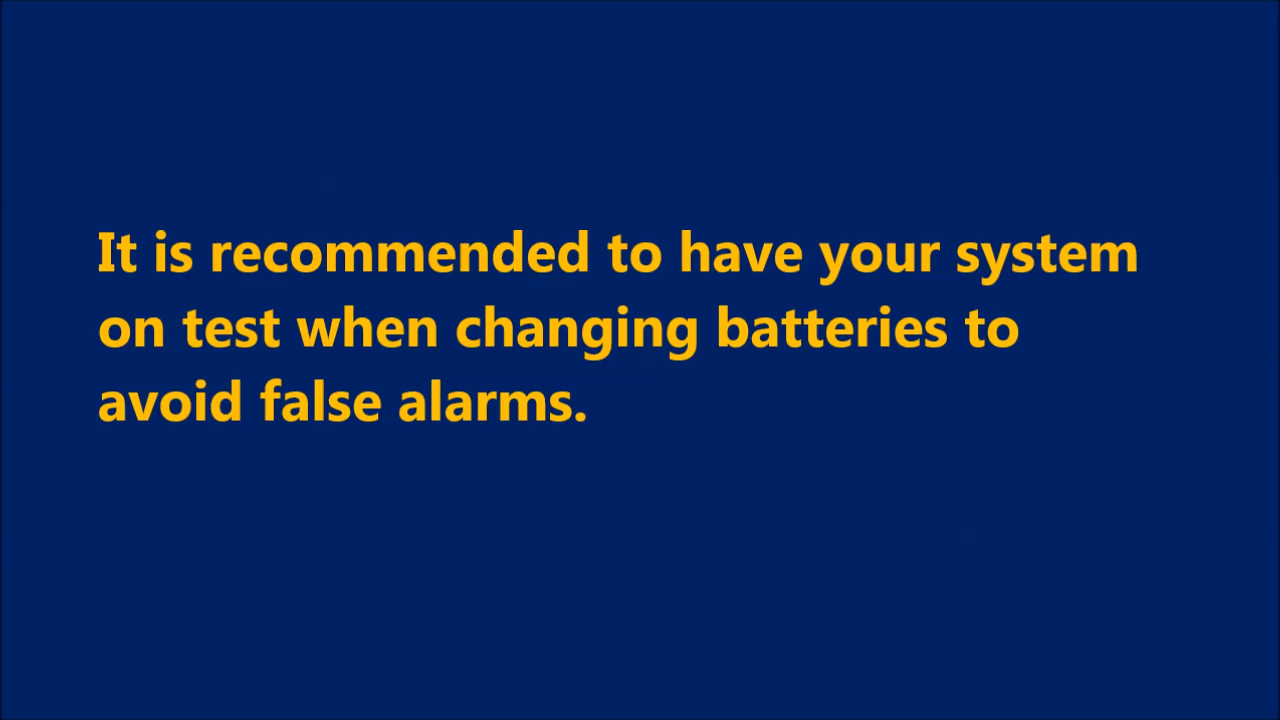 It is recommended to have your system
on test when changing batteries to
avoid false alarms.